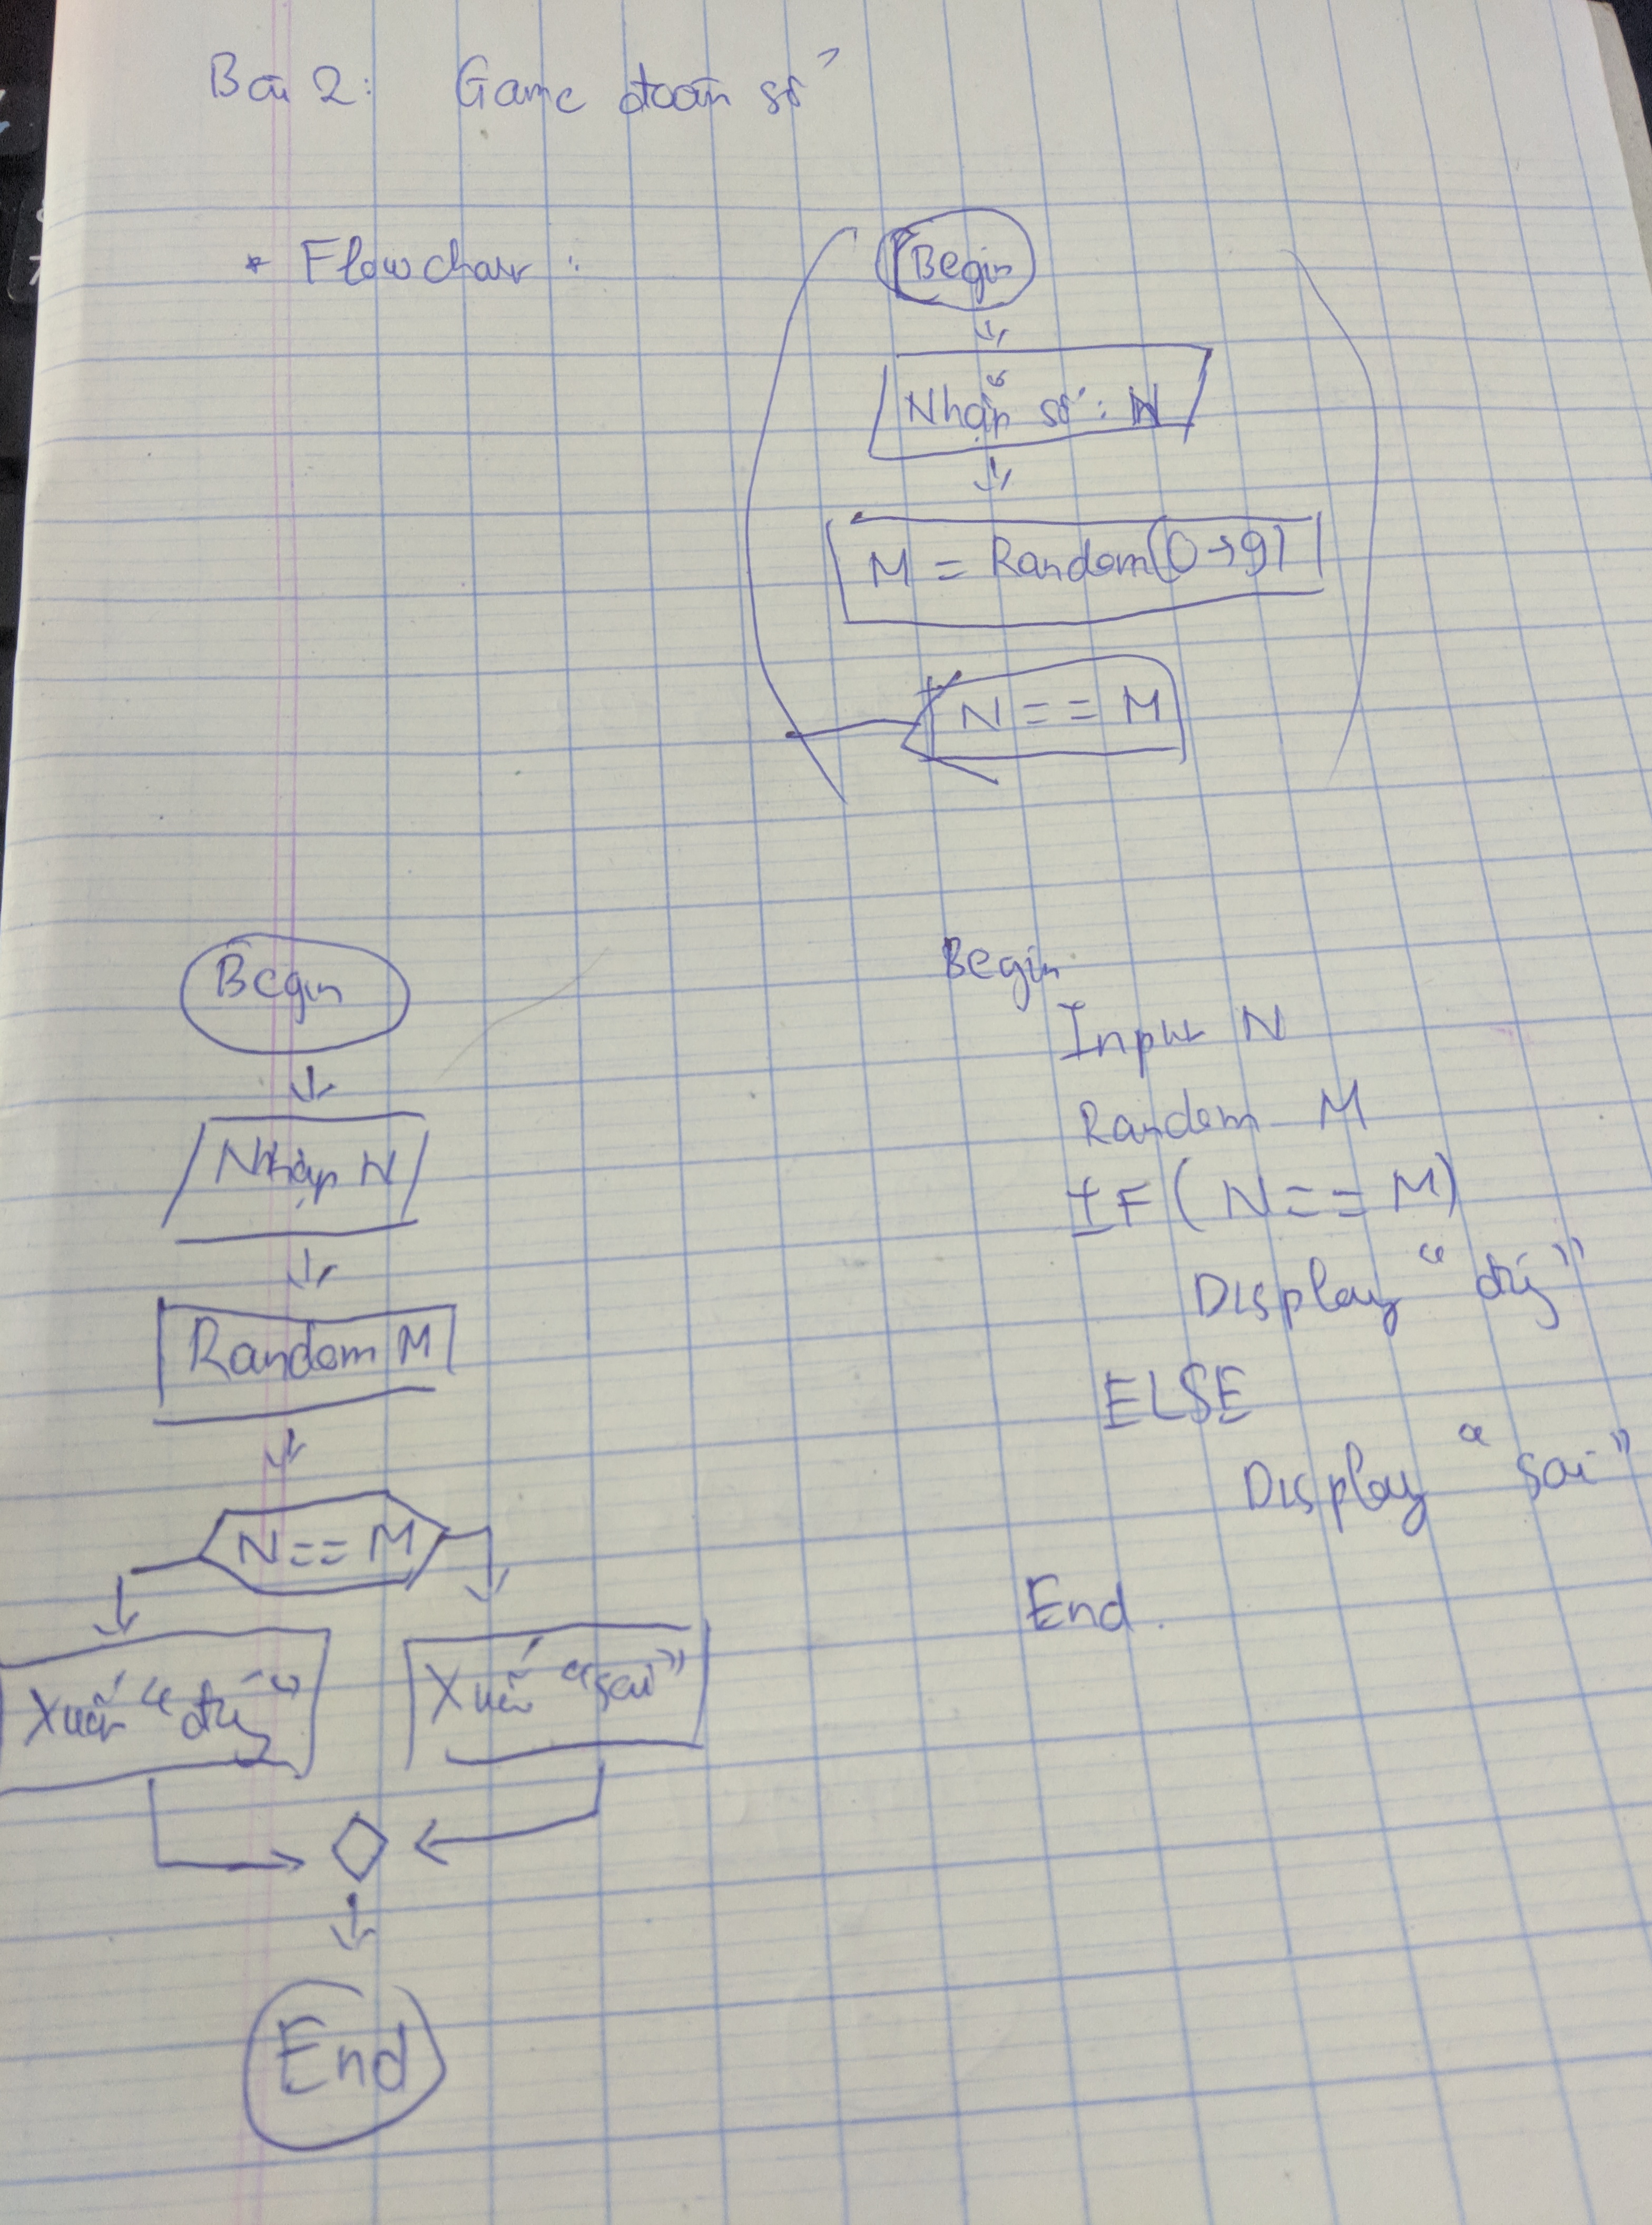 Bài 2: Game đoán số
* Flowchart :
Begin
Nhập số : N
M = Random(0→9)
N == M
Begin
Nhập N
Random M
N == M
Xuất "đúng"
Xuất "sai"
End
Begin
Input N
Random M
IF ( N == M)
Display "đúng"
ELSE
Display "sai"
End.